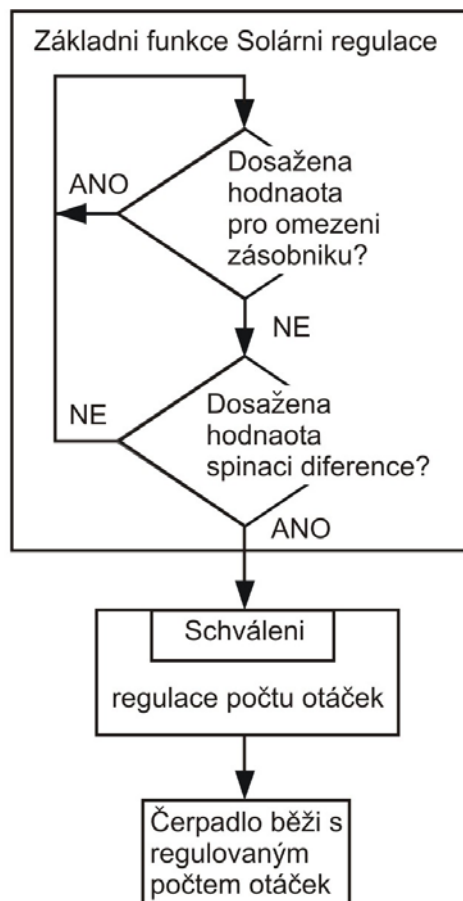 Základni funkce Solárni regulace
ANO
Dosažena
hodnaota
pro omezeni
zásobniku?
NE
NE
Dosažena
hodnaota
spinaci diference?
ANO
Schváleni
regulace počtu otáček
Čerpadlo běži s
regulovaným
počtem otáček